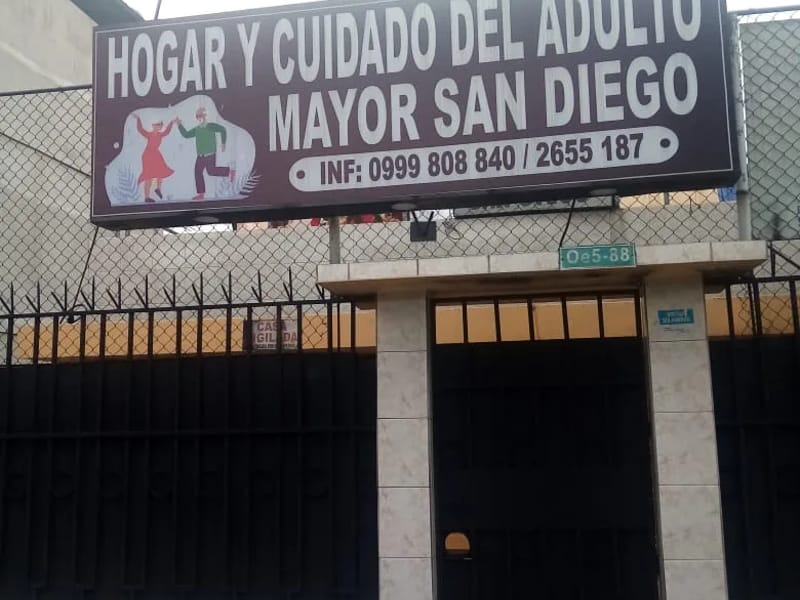 HOGAR Y CUIDADO DEL ADULTO
MAYOR SAN DIEGO
INF: 0999 808 840 / 2655 187
Oe5-88
CASA